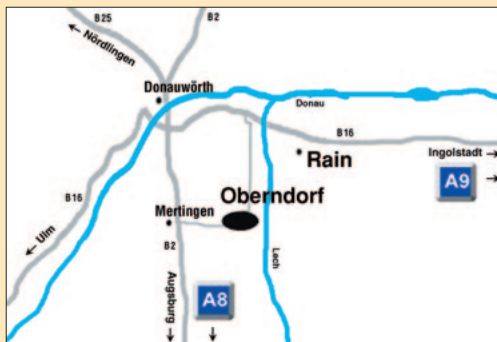 B25
B2
Nördlingen
Donauwörth
Donau
B16
Ingolstadt
Rain
A9
B16
Oberndorf
Mertingen
Ulm
B2
Lech
Augsburg
A8